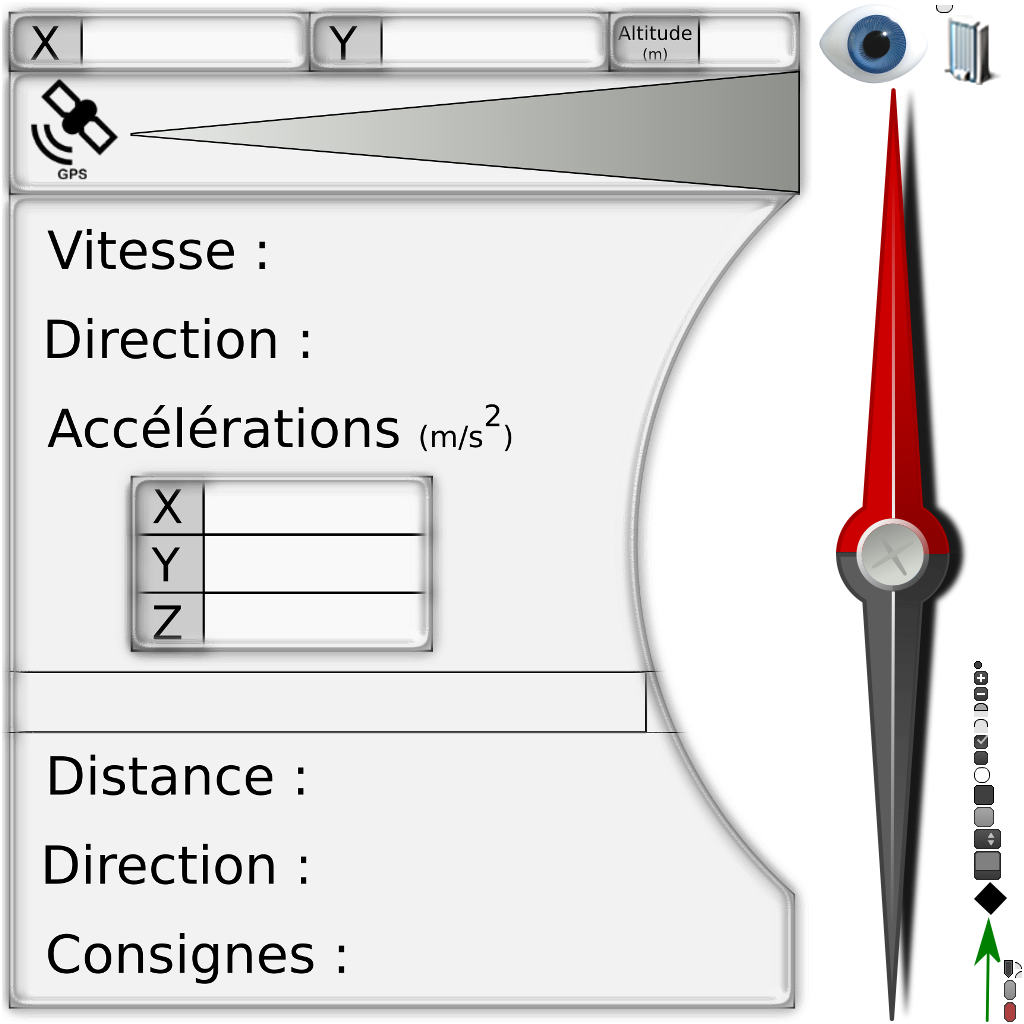 X Y Altitude
(m)
GPS
Vitesse :
Direction :
Accélérations (m/s²)
X
Y
Z
Distance :
Direction :
Consignes :